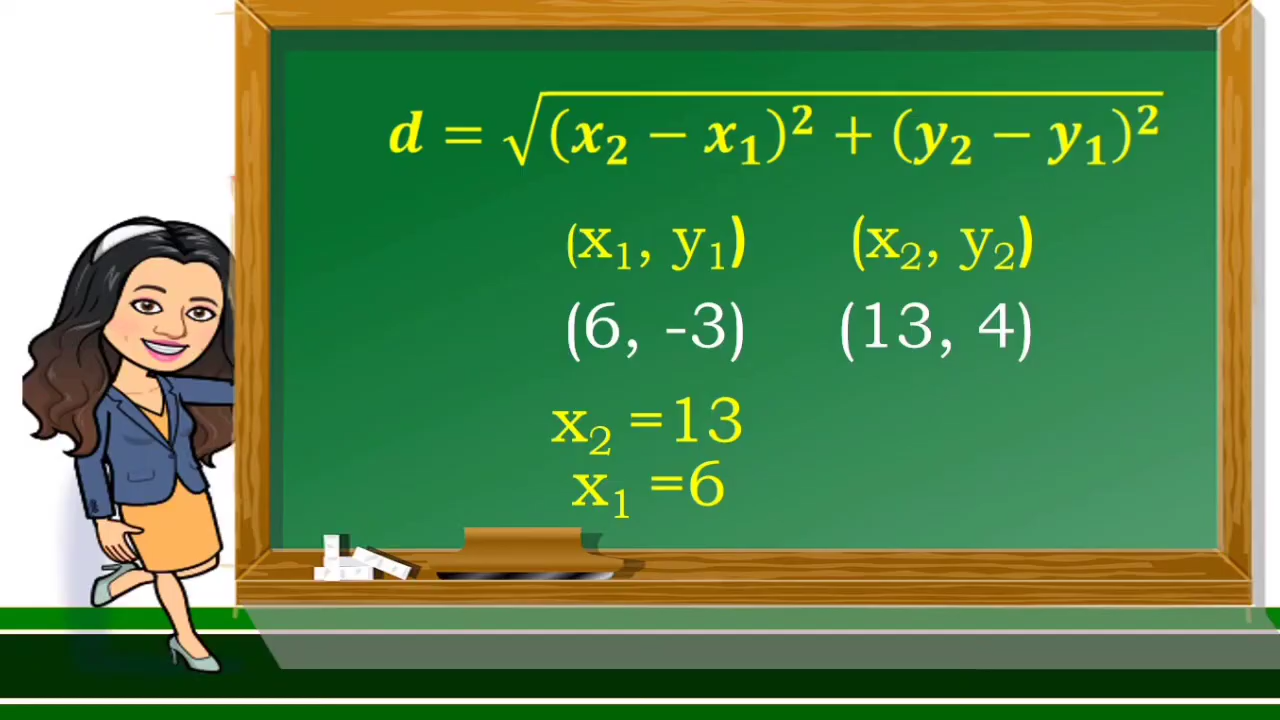 d = √(x₂ − x₁)² + (y₂ − y₁)²
(x₁, y₁) (x₂, y₂)
(6, -3) (13, 4)
x₂ =13
x₁ =6